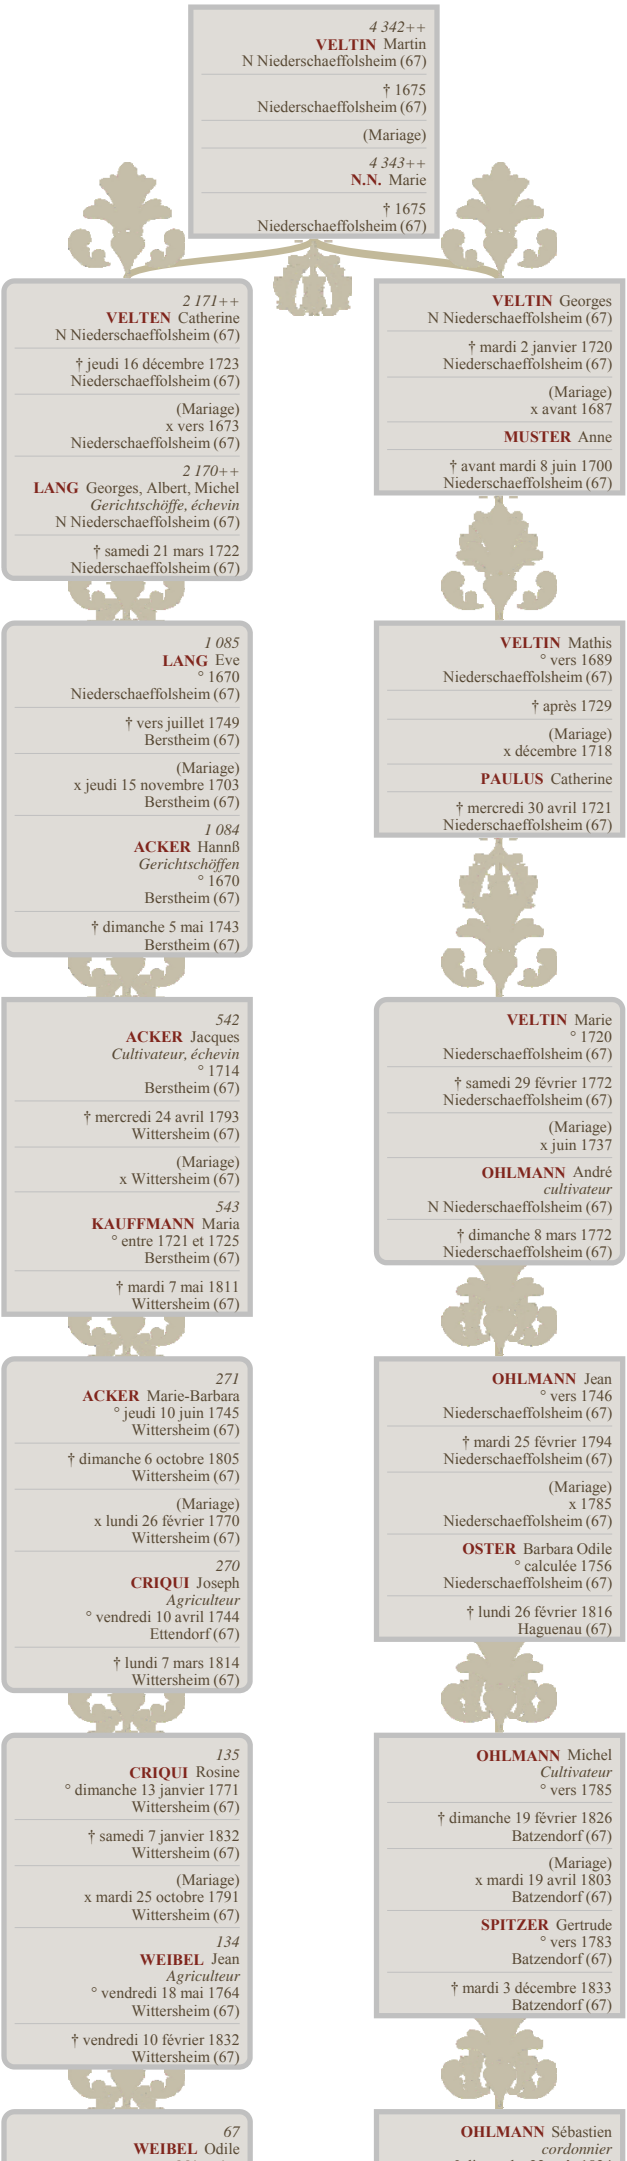 4 342++
VELTIN Martin
N Niederschaeffolsheim (67)
† 1675
Niederschaeffolsheim (67)
(Mariage)
4 343++
N.N. Marie
† 1675
Niederschaeffolsheim (67)
2 171++
VELTEN Catherine
N Niederschaeffolsheim (67)
† jeudi 16 décembre 1723
Niederschaeffolsheim (67)
(Mariage)
x vers 1673
Niederschaeffolsheim (67)
2 170++
LANG Georges, Albert, Michel
Gerichtschöffe, échevin
N Niederschaeffolsheim (67)
† samedi 21 mars 1722
Niederschaeffolsheim (67)
1 085
LANG Eve
° 1670
Niederschaeffolsheim (67)
† vers juillet 1749
Berstheim (67)
(Mariage)
x jeudi 15 novembre 1703
Berstheim (67)
1 084
ACKER Hannß
Gerichtschöffen
° 1670
Berstheim (67)
† dimanche 5 mai 1743
Berstheim (67)
542
ACKER Jacques
Cultivateur, échevin
° 1714
Berstheim (67)
† mercredi 24 avril 1793
Wittersheim (67)
(Mariage)
x Wittersheim (67)
543
KAUFFMANN Maria
° entre 1721 et 1725
Berstheim (67)
† mardi 7 mai 1811
Wittersheim (67)
271
ACKER Marie-Barbara
° jeudi 10 juin 1745
Wittersheim (67)
† dimanche 6 octobre 1805
Wittersheim (67)
(Mariage)
x lundi 26 février 1770
Wittersheim (67)
270
CRIQUI Joseph
Agriculteur
° vendredi 10 avril 1744
Ettendorf (67)
† lundi 7 mars 1814
Wittersheim (67)
135
CRIQUI Rosine
° dimanche 13 janvier 1771
Wittersheim (67)
† samedi 7 janvier 1832
Wittersheim (67)
(Mariage)
x mardi 25 octobre 1791
Wittersheim (67)
134
WEIBEL Jean
Agriculteur
° vendredi 18 mai 1764
Wittersheim (67)
† vendredi 10 février 1832
Wittersheim (67)
67
WEIBEL Odile
VELTIN Georges
N Niederschaeffolsheim (67)
† mardi 2 janvier 1720
Niederschaeffolsheim (67)
(Mariage)
x avant 1687
MUSTER Anne
† avant mardi 8 juin 1700
Niederschaeffolsheim (67)
VELTIN Mathis
° vers 1689
Niederschaeffolsheim (67)
† après 1729
(Mariage)
x décembre 1718
PAULUS Catherine
† mercredi 30 avril 1721
Niederschaeffolsheim (67)
VELTIN Marie
° 1720
Niederschaeffolsheim (67)
† samedi 29 février 1772
Niederschaeffolsheim (67)
(Mariage)
x juin 1737
OHLMANN André
cultivateur
N Niederschaeffolsheim (67)
† dimanche 8 mars 1772
Niederschaeffolsheim (67)
OHLMANN Jean
° vers 1746
Niederschaeffolsheim (67)
† mardi 25 février 1794
Niederschaeffolsheim (67)
(Mariage)
x 1785
Niederschaeffolsheim (67)
OSTER Barbara Odile
° calculée 1756
Niederschaeffolsheim (67)
† lundi 26 février 1816
Haguenau (67)
OHLMANN Michel
Cultivateur
° vers 1785
† dimanche 19 février 1826
Batzendorf (67)
(Mariage)
x mardi 19 avril 1803
Batzendorf (67)
SPITZER Gertrude
° vers 1783
Batzendorf (67)
† mardi 3 décembre 1833
Batzendorf (67)
OHLMANN Sébastien
cordonnier